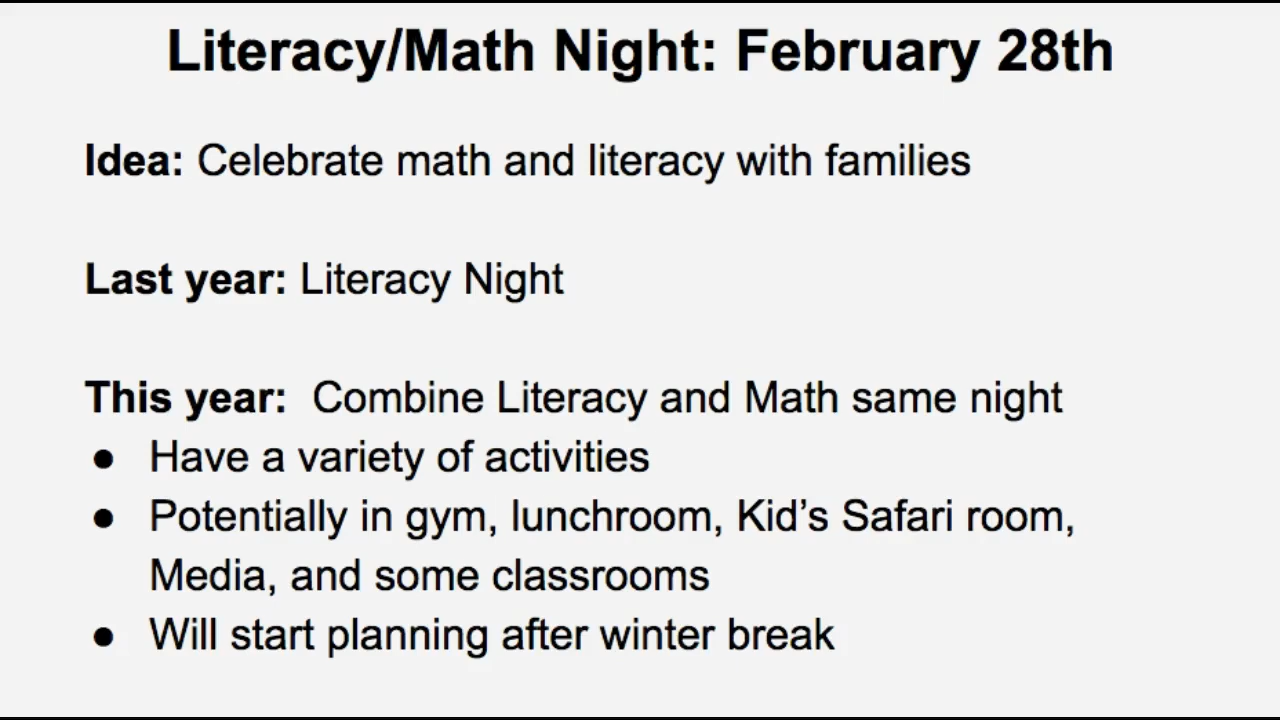 Literacy/Math Night: February 28th
Idea: Celebrate math and literacy with families
Last year: Literacy Night
This year:  Combine Literacy and Math same night
● Have a variety of activities
● Potentially in gym, lunchroom, Kid’s Safari room,
Media, and some classrooms
● Will start planning after winter break